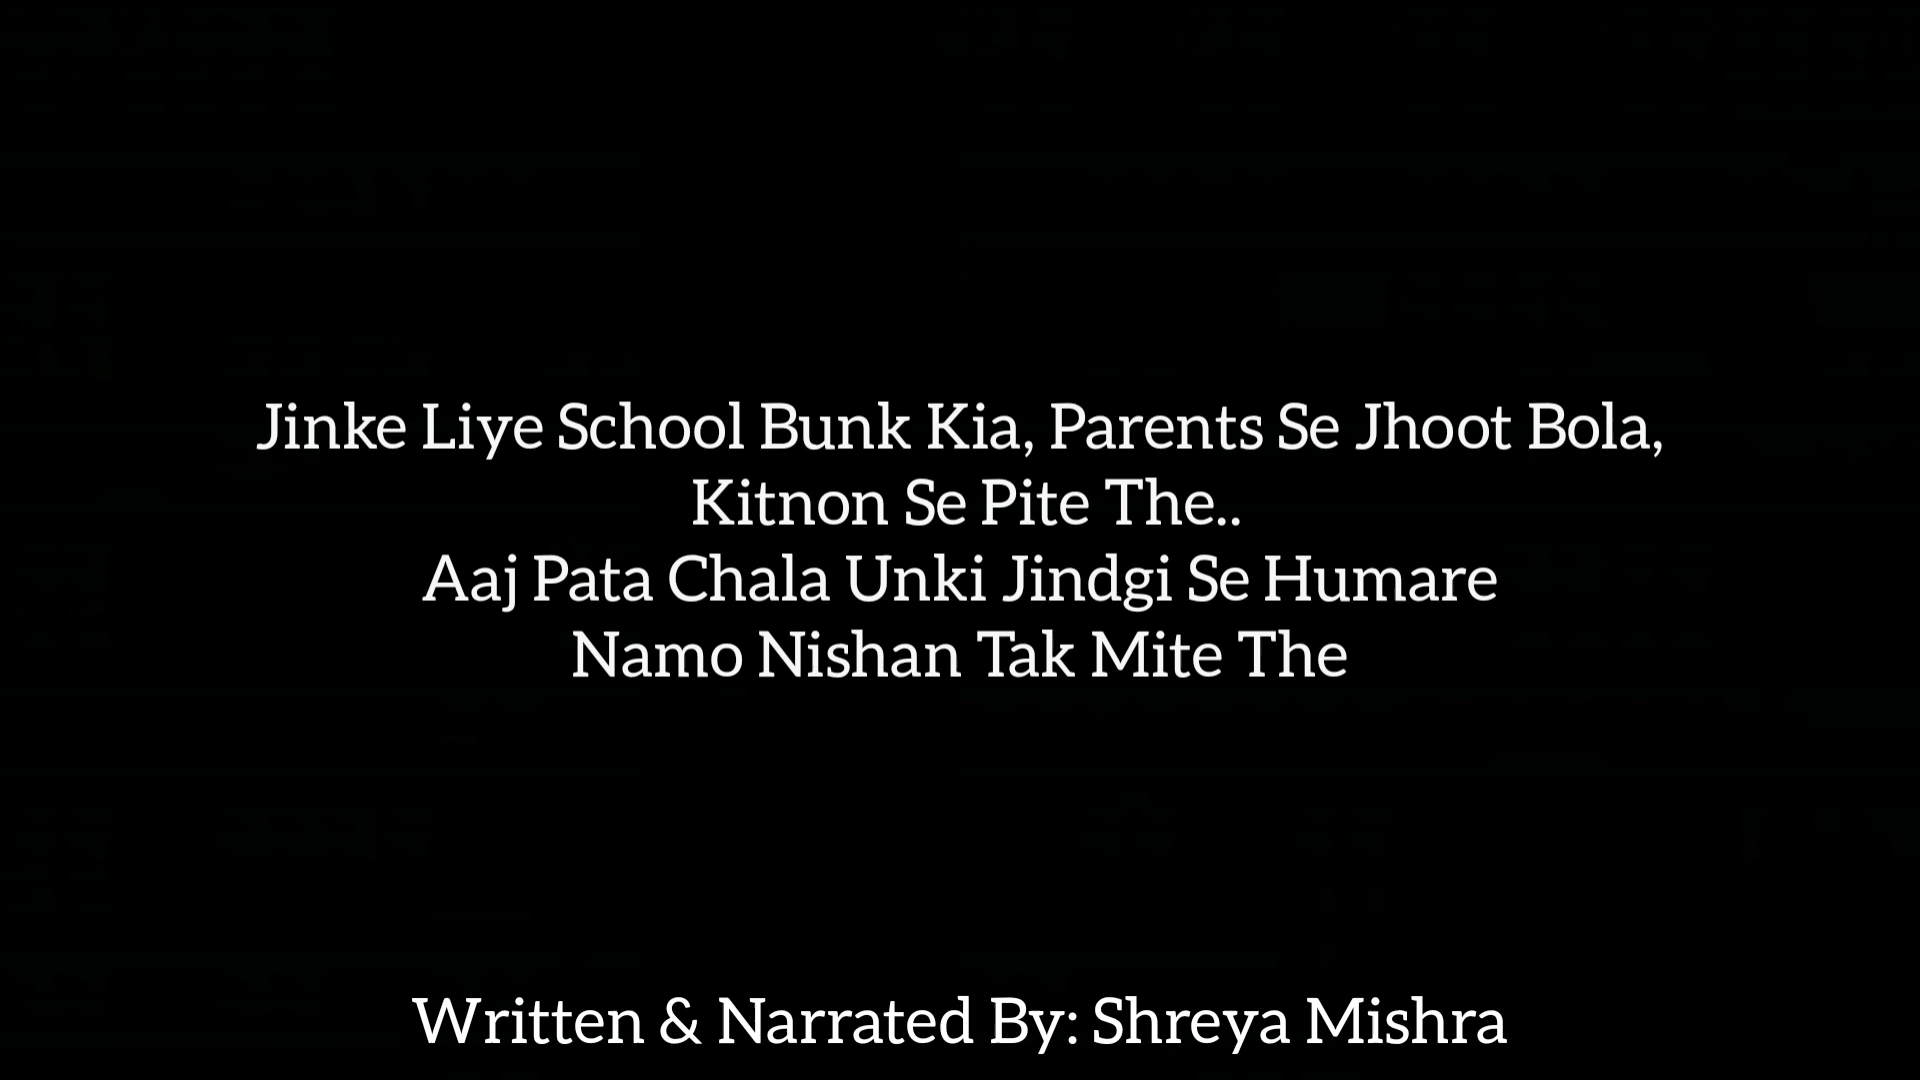 Jinke Liye School Bunk Kia, Parents Se Jhoot Bola,
Kitnon Se Pite The..
Aaj Pata Chala Unki Jindgi Se Humare
Namo Nishan Tak Mite The
Written & Narrated By: Shreya Mishra